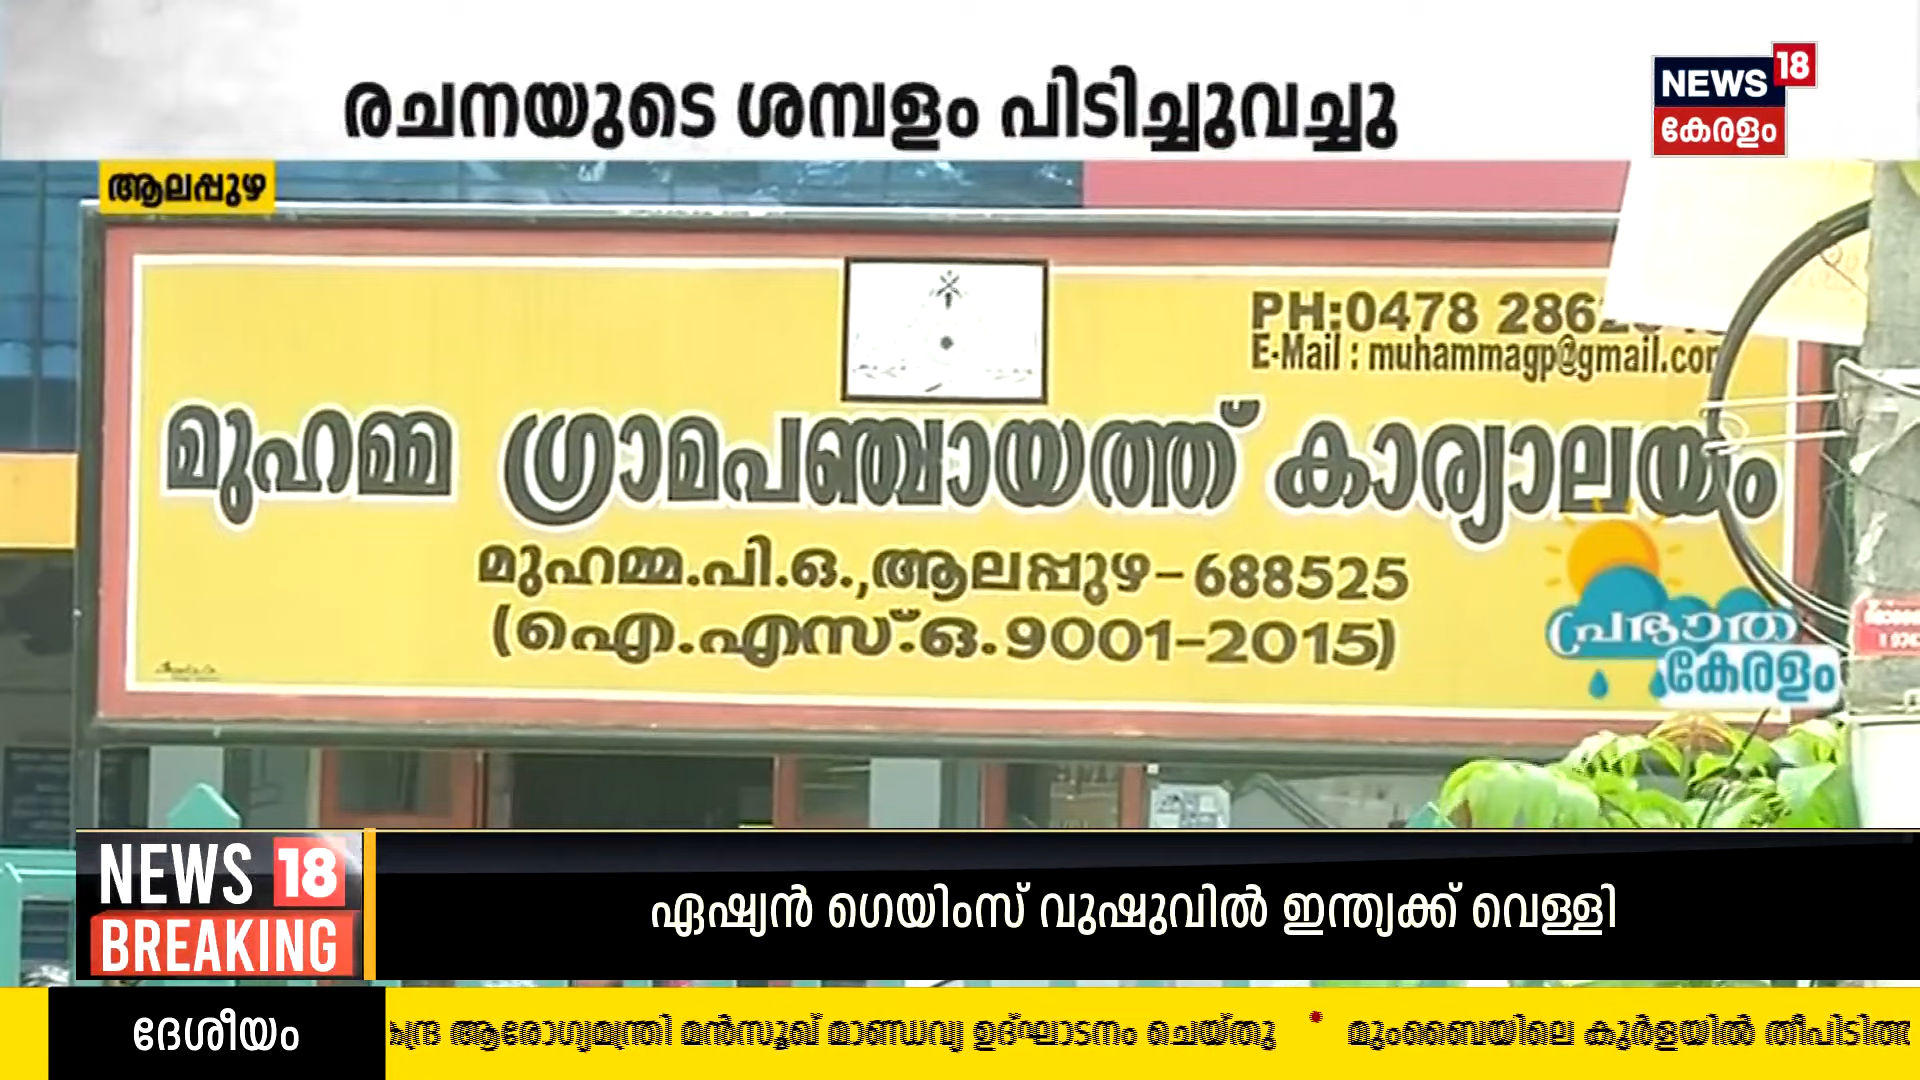 രചനയുടെ ശമ്പളം പിടിച്ചുവച്ചു
NEWS 18
കേരളം
ആലപ്പുഴ
PH:0478
E-Mail : muhammagp@gmail.com
മുഹമ്മ ഗ്രാമപഞ്ചായത്ത് കാര്യാലയം
മുഹമ്മ.പി.ഒ.,ആലപ്പുഴ-688525
(ഐ.എസ്.ഒ.9001-2015)
പ്രഭാത
കേരളം
NEWS 18
BREAKING
ഏഷ്യൻ ഗെയിംസ് വുഷുവിൽ ഇന്ത്യക്ക് വെള്ളി
ദേശീയം
ആരോഗ്യമന്ത്രി മൻസൂഖ് മാണ്ഡവ്യ ഉദ്ഘാടനം ചെയ്തു • മുംബൈയിലെ കുർളയിൽ